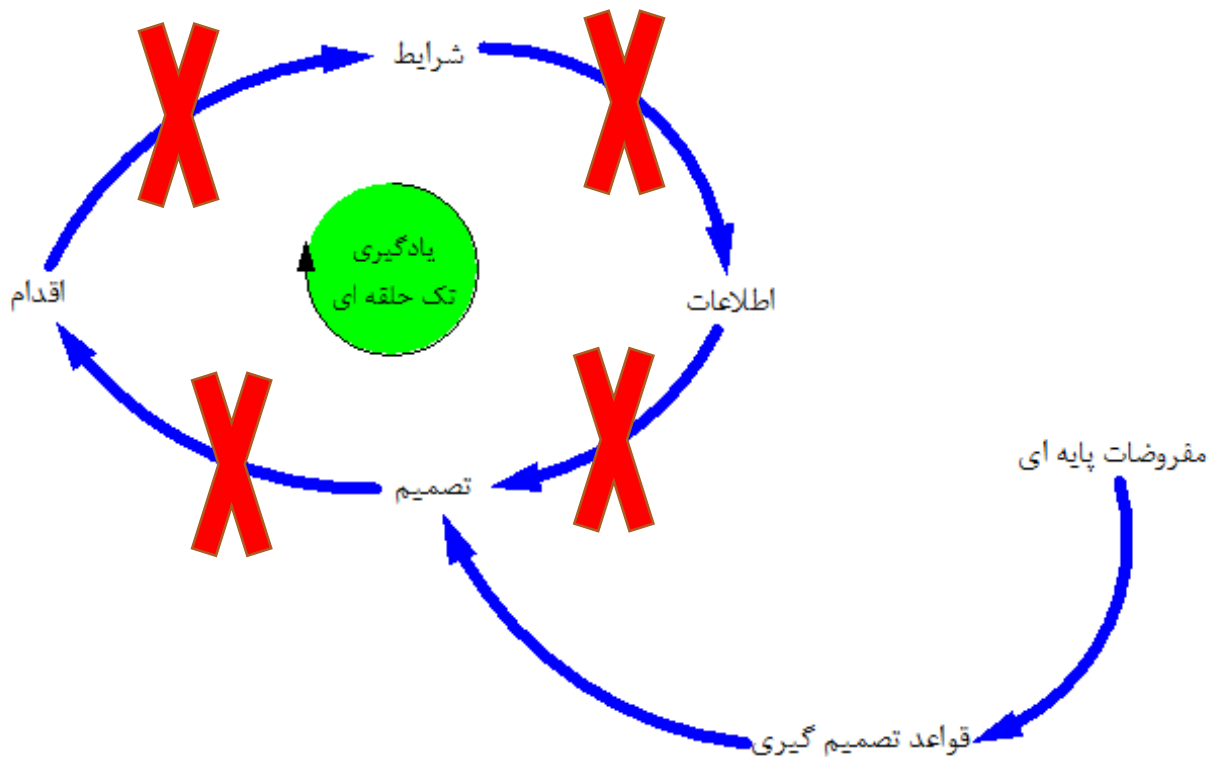 شرایط
یادگیری
تک حلقه ای
اقدام
اطلاعات
تصمیم
مفروضات پایه ای
قواعد تصمیم گیری